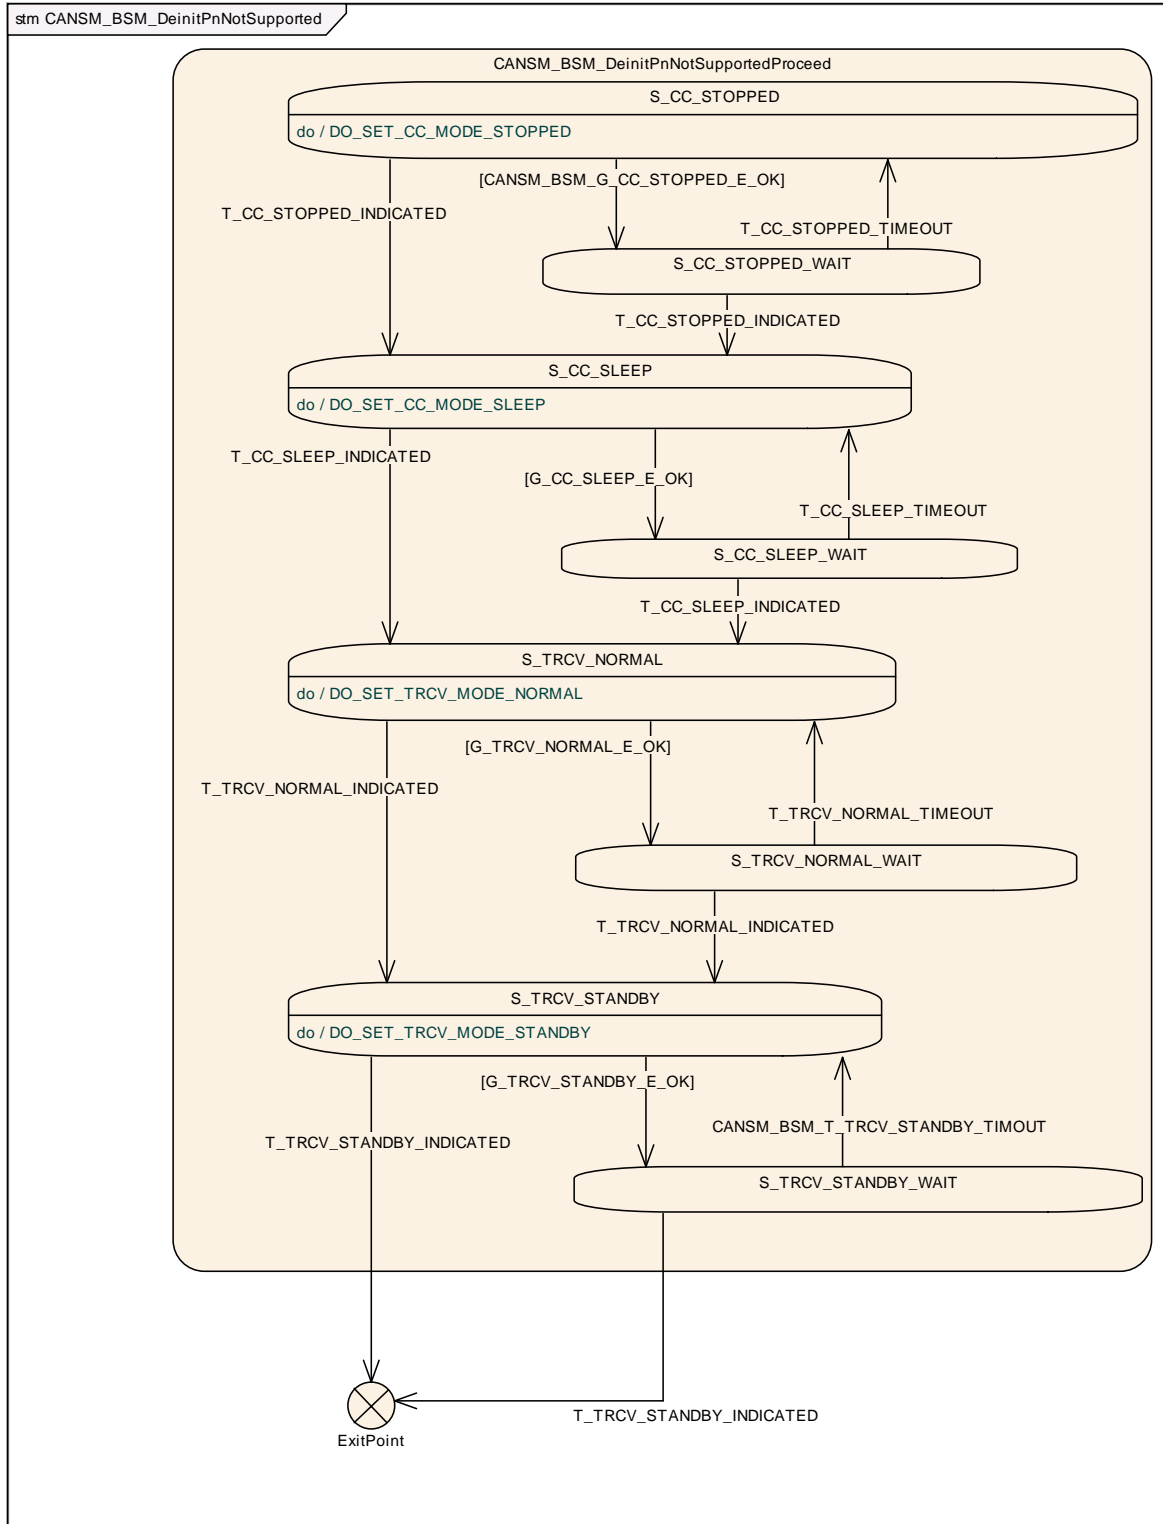 stm CANSM_BSM_DeinitPnNotSupported
CANSM_BSM_DeinitPnNotSupportedProceed
S_CC_STOPPED
do / DO_SET_CC_MODE_STOPPED
[CANSM_BSM_G_CC_STOPPED_E_OK]
T_CC_STOPPED_INDICATED
T_CC_STOPPED_TIMEOUT
S_CC_STOPPED_WAIT
T_CC_STOPPED_INDICATED
S_CC_SLEEP
do / DO_SET_CC_MODE_SLEEP
T_CC_SLEEP_INDICATED
[G_CC_SLEEP_E_OK]
T_CC_SLEEP_TIMEOUT
S_CC_SLEEP_WAIT
T_CC_SLEEP_INDICATED
S_TRCV_NORMAL
do / DO_SET_TRCV_MODE_NORMAL
[G_TRCV_NORMAL_E_OK]
T_TRCV_NORMAL_INDICATED
T_TRCV_NORMAL_TIMEOUT
S_TRCV_NORMAL_WAIT
T_TRCV_NORMAL_INDICATED
S_TRCV_STANDBY
do / DO_SET_TRCV_MODE_STANDBY
[G_TRCV_STANDBY_E_OK]
CANSM_BSM_T_TRCV_STANDBY_TIMOUT
T_TRCV_STANDBY_INDICATED
S_TRCV_STANDBY_WAIT
T_TRCV_STANDBY_INDICATED
ExitPoint